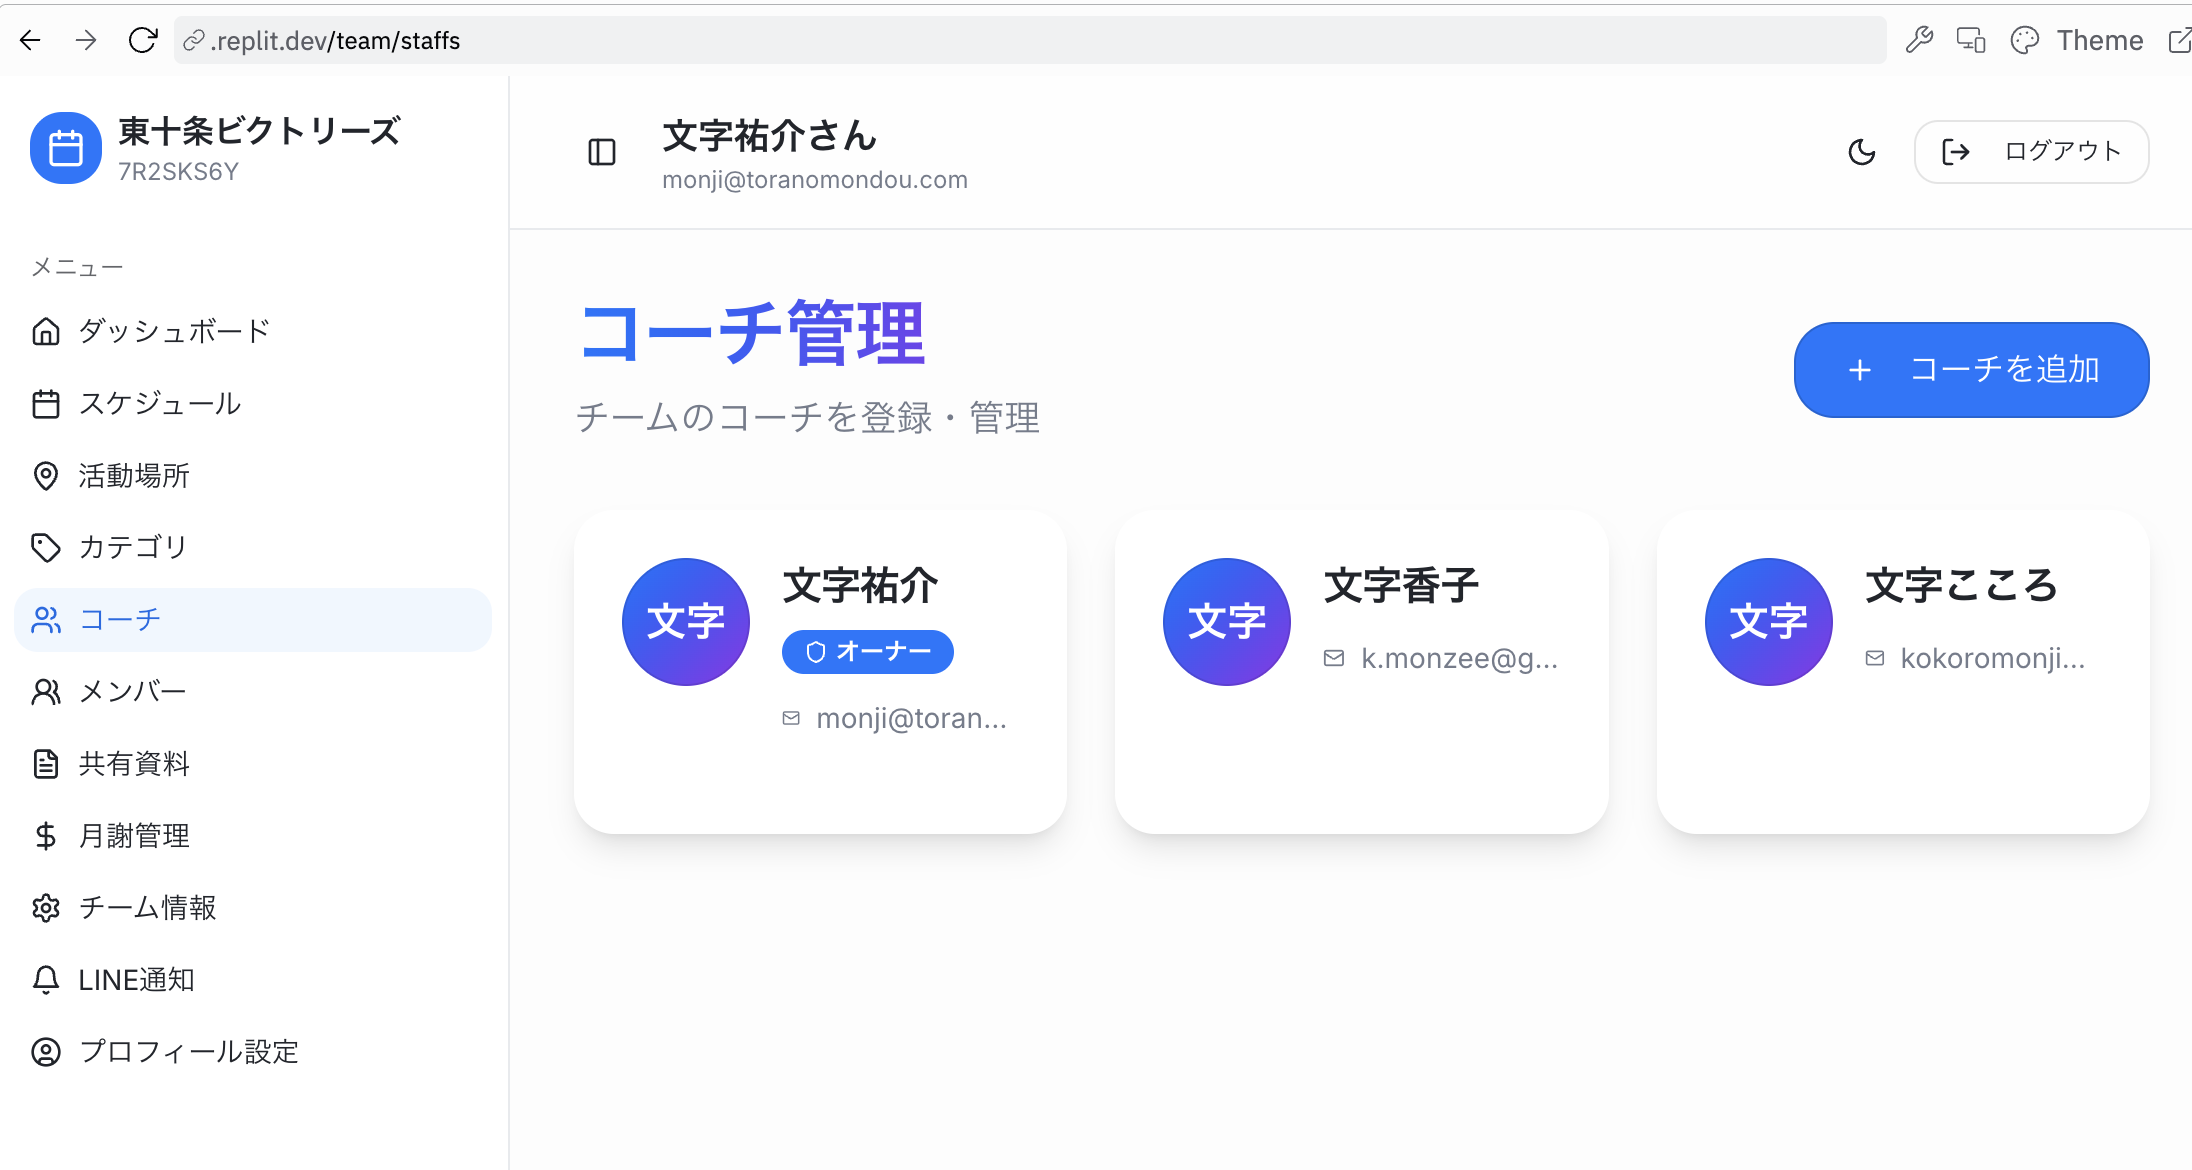 .replit.dev/team/staffs
Theme
東十条ビクトリーズ
7R2SKS6Y
文字祐介さん
monji@toranomondou.com
ログアウト
メニュー
ダッシュボード
スケジュール
活動場所
カテゴリ
コーチ
メンバー
共有資料
月謝管理
チーム情報
LINE通知
プロフィール設定
コーチ管理
チームのコーチを登録・管理
コーチを追加
文字
文字祐介
オーナー
monji@toran...
文字
文字香子
k.monzee@g...
文字
文字こころ
kokoromonji...